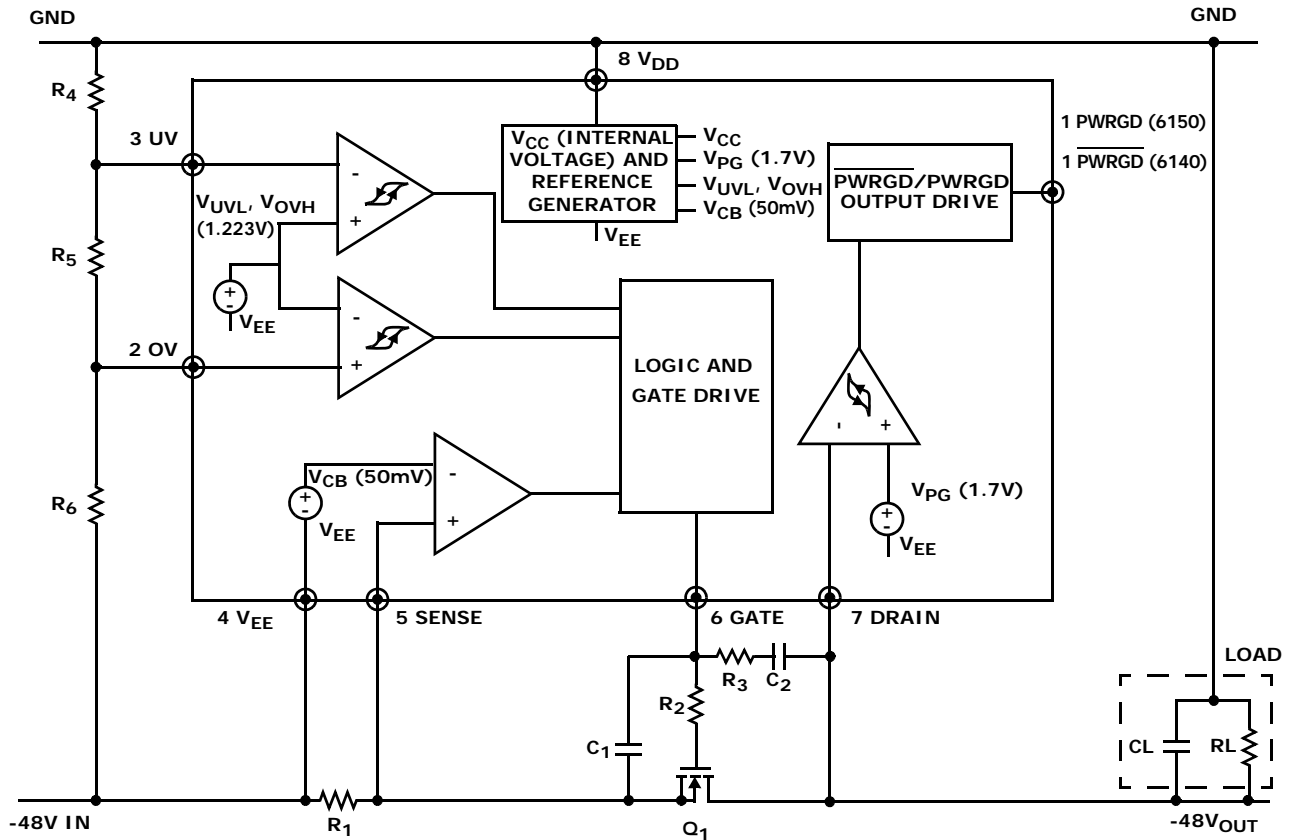 GND
GND
8 VDD
R4
3 UV
VUVL, VOVH
(1.223V)
-
+
VCC (INTERNAL
VOLTAGE) AND
REFERENCE
GENERATOR
VCC
VPG (1.7V)
VUVL, VOVH
VCB (50mV)
VEE
PWRGD/PWRGD
OUTPUT DRIVE
1 PWRGD (6150)
1 PWRGD (6140)
R5
+
-
VEE
-
+
2 OV
LOGIC AND
GATE DRIVE
-
+
VPG (1.7V)
+
-
VEE
R6
VCB (50mV)
+
-
VEE
-
+
4 VEE
5 SENSE
6 GATE
7 DRAIN
R3
C2
R2
C1
LOAD
CL
RL
-48V IN
R1
Q1
-48VOUT